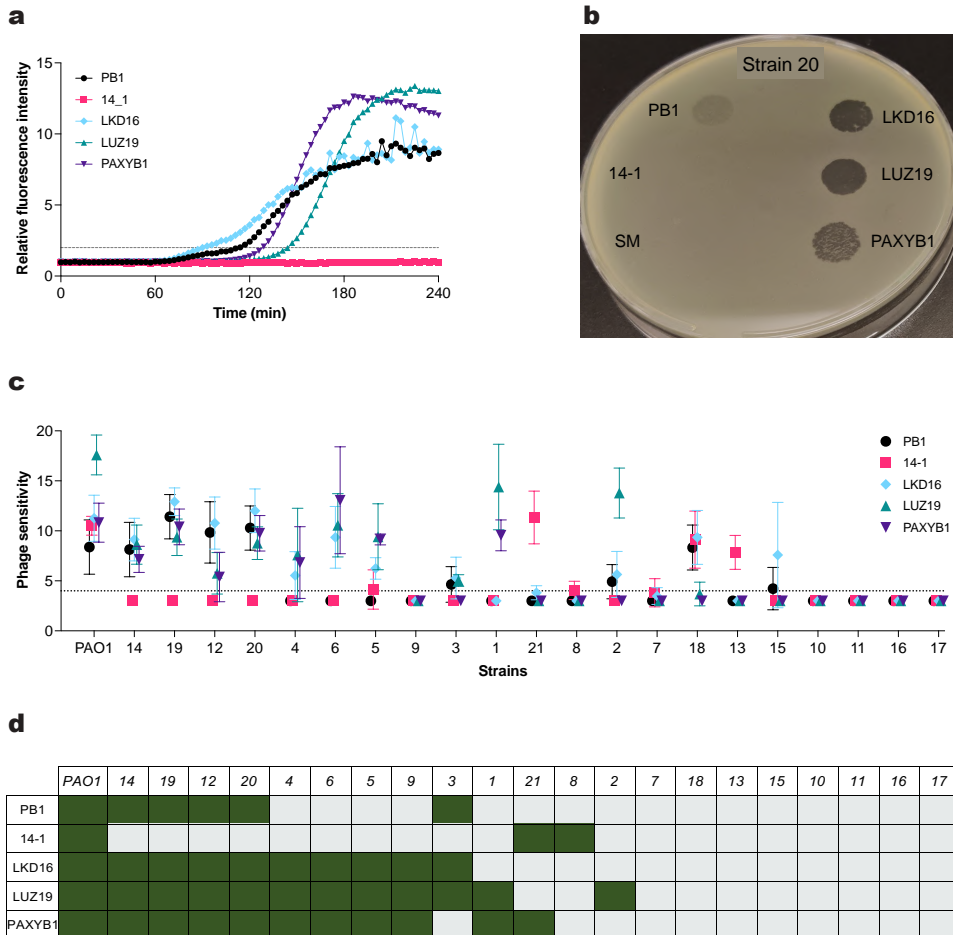 a
Relative fluorescence intensity
15
10
5
0
0 60 120 180 240
Time (min)
PB1
14_1
LKD16
LUZ19
PAXYB1
b
Strain 20
PB1
14-1
SM
LKD16
LUZ19
PAXYB1
c
Phage sensitivity
20
15
10
5
0
PAO1 14 19 12 20 4 6 5 9 3 1 21 8 2 7 18 13 15 10 11 16 17
Strains
PB1
14-1
LKD16
LUZ19
PAXYB1
d
PAO1 14 19 12 20 4 6 5 9 3 1 21 8 2 7 18 13 15 10 11 16 17
PB1
14-1
LKD16
LUZ19
PAXYB1